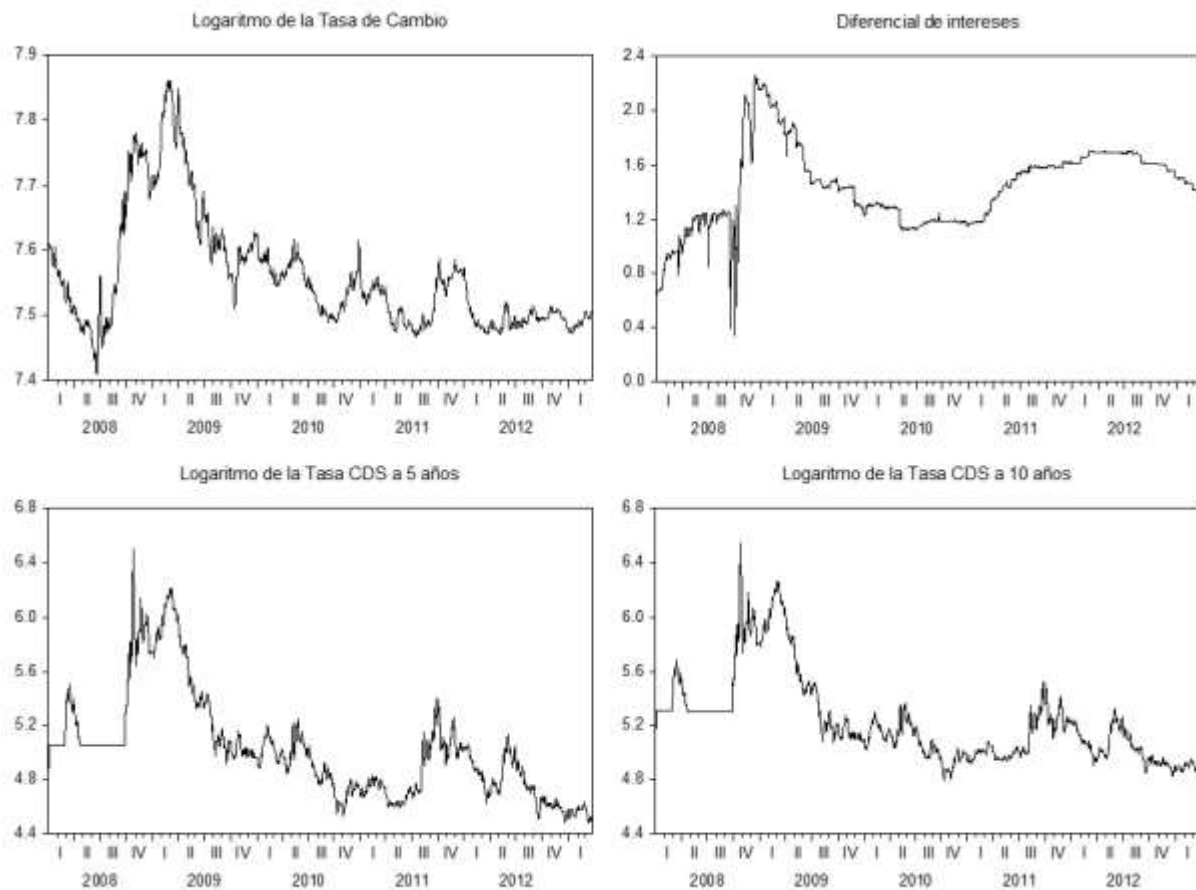 Logaritmo de la Tasa de Cambio
7.9
7.8
7.7
7.6
7.5
7.4
I II III IV I II III IV I II III IV I II III IV I II III IV I
2008 2009 2010 2011 2012
Diferencial de intereses
2.4
2.0
1.6
1.2
0.8
0.4
0.0
I II III IV I II III IV I II III IV I II III IV I II III IV I
2008 2009 2010 2011 2012
Logaritmo de la Tasa CDS a 5 años
6.8
6.4
6.0
5.6
5.2
4.8
4.4
I II III IV I II III IV I II III IV I II III IV I II III IV I
2008 2009 2010 2011 2012
Logaritmo de la Tasa CDS a 10 años
6.8
6.4
6.0
5.6
5.2
4.8
4.4
I II III IV I II III IV I II III IV I II III IV I II III IV I
2008 2009 2010 2011 2012